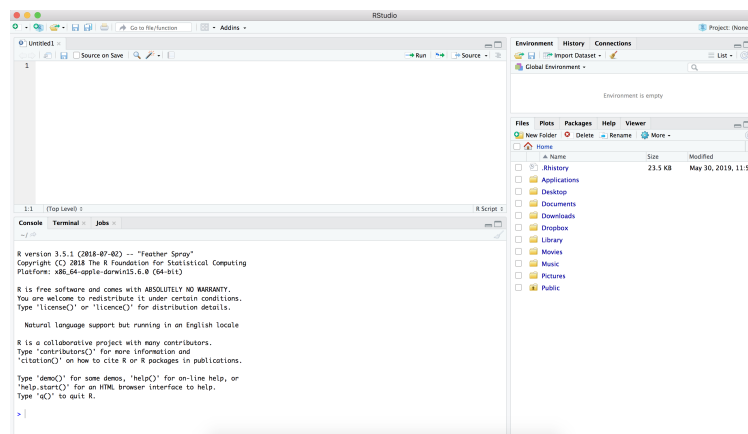 RStudio
Go to file/function
Addins
Project: (None
Untitled1
Source on Save
Run
Source
1
1:1
(Top Level)
R Script
Console
Terminal
Jobs
~/
R version 3.5.1 (2018-07-02) -- "Feather Spray"
Copyright (C) 2018 The R Foundation for Statistical Computing
Platform: x86_64-apple-darwin15.6.0 (64-bit)
R is free software and comes with ABSOLUTELY NO WARRANTY.
You are welcome to redistribute it under certain conditions.
Type 'license()' or 'licence()' for distribution details.
Natural language support but running in an English locale
R is a collaborative project with many contributors.
Type 'contributors()' for more information and
'citation()' on how to cite R or R packages in publications.
Type 'demo()' for some demos, 'help()' for on-line help, or
'help.start()' for an HTML browser interface to help.
Type 'q()' to quit R.
>
Environment
History
Connections
Import Dataset
List
Global Environment
Environment is empty
Files
Plots
Packages
Help
Viewer
New Folder
Delete
Rename
More
Home
Name
Size
Modified
.Rhistory
23.5 KB
May 30, 2019, 11:5
Applications
Desktop
Documents
Downloads
Dropbox
Library
Movies
Music
Pictures
Public